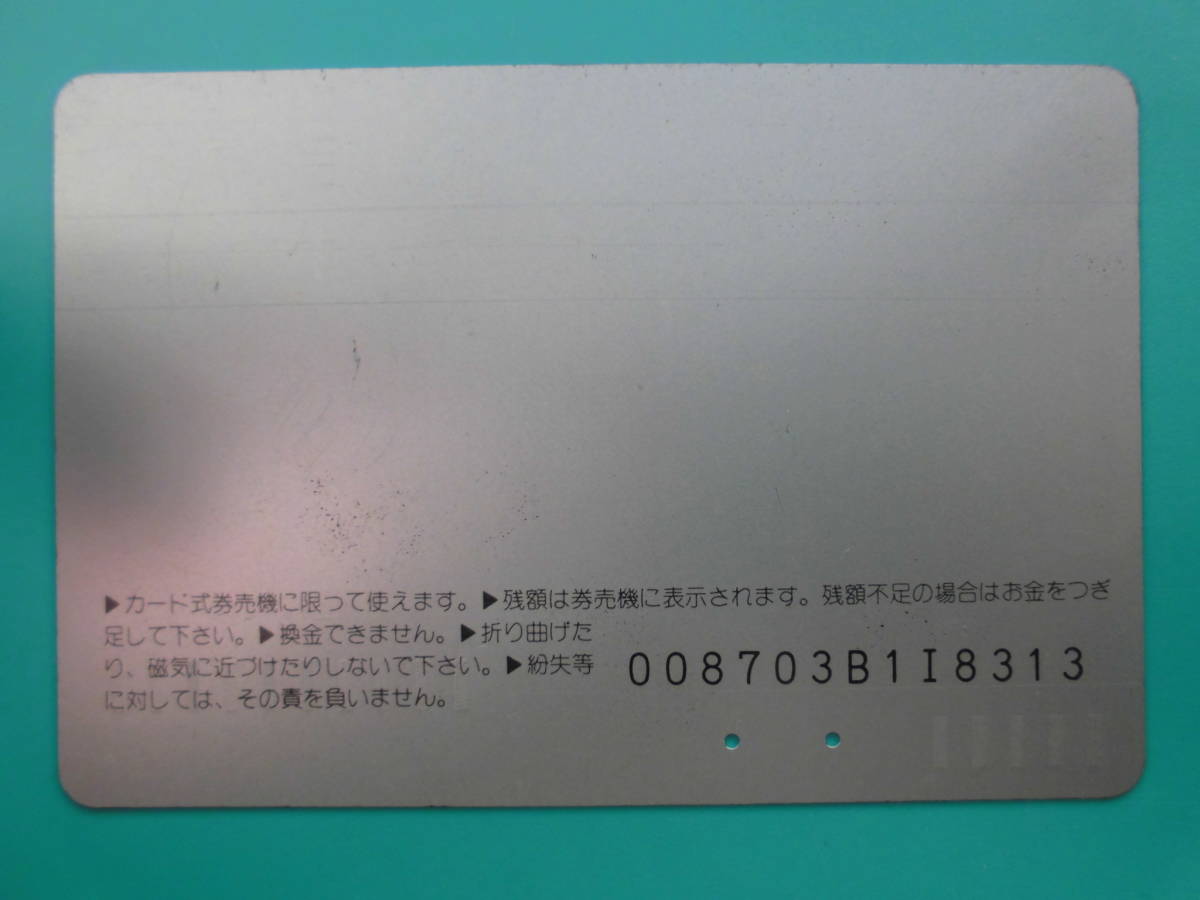 ▶カード式券売機に限って使えます。▶残額は券売機に表示されます。残額不足の場合はお金をつぎ
足して下さい。▶換金できません。▶折り曲げた
り、磁気に近づけたりしないで下さい。▶紛失等
に対しては、その責を負いません。
008703B1I8313